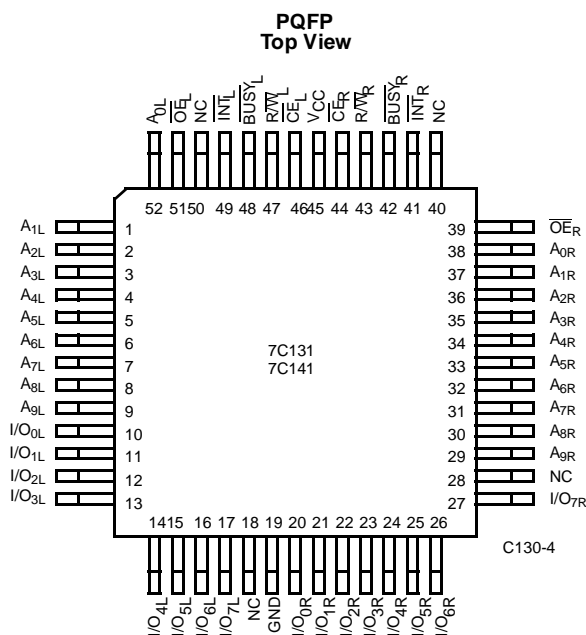 PQFP
Top View
A0L
OEL
NC
INTL
BUSYL
R/WL
CEL
VCC
CER
R/WR
BUSYR
INTR
NC
52 51 50 49 48 47 46 45 44 43 42 41 40
A1L 1
A2L 2
A3L 3
A4L 4
A5L 5
A6L 6
A7L 7
A8L 8
A9L 9
I/O0L 10
I/O1L 11
I/O2L 12
I/O3L 13
7C131
7C141
39 OER
38 A0R
37 A1R
36 A2R
35 A3R
34 A4R
33 A5R
32 A6R
31 A7R
30 A8R
29 A9R
28 NC
27 I/O7R
14 15 16 17 18 19 20 21 22 23 24 25 26
C130-4
I/O4L
I/O5L
I/O6L
I/O7L
NC
GND
I/O0R
I/O1R
I/O2R
I/O3R
I/O4R
I/O5R
I/O6R